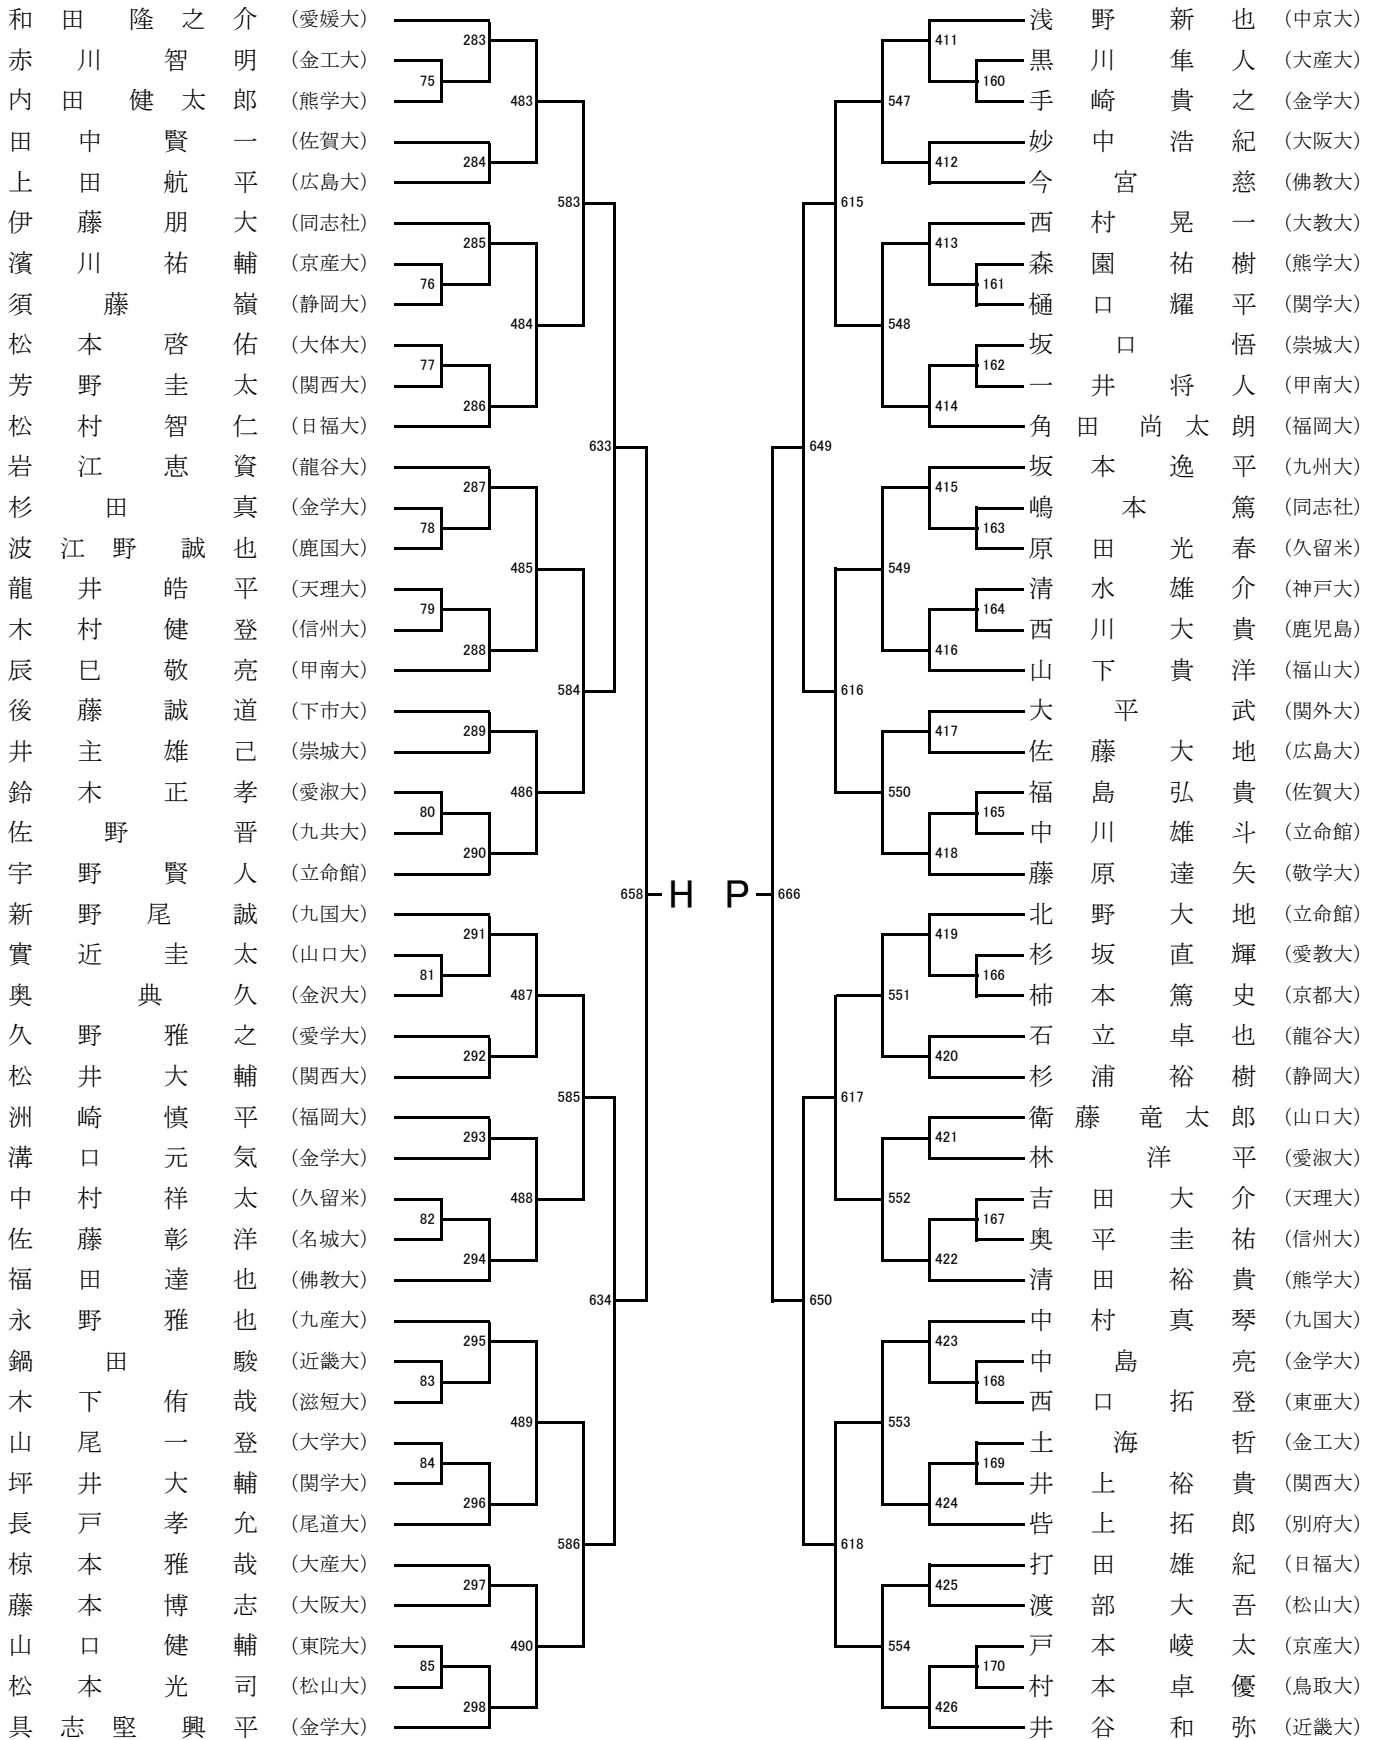 和田隆之介 (愛媛大)
赤川智明 (金工大)
内田健太郎 (熊学大)
田中賢一 (佐賀大)
上田航平 (広島大)
伊藤朋大 (同志社)
濱川祐輔 (京産大)
須藤嶺 (静岡大)
松本啓佑 (大体大)
芳野圭太 (関西大)
松村智仁 (日福大)
岩江恵資 (龍谷大)
杉田真 (金学大)
波江野誠也 (鹿国大)
龍井皓平 (天理大)
木村健登 (信州大)
辰巳敬亮 (甲南大)
後藤誠道 (下市大)
井主雄己 (崇城大)
鈴木正孝 (愛淑大)
佐野晋 (九共大)
宇野賢人 (立命館)
新野尾誠 (九国大)
實近圭太 (山口大)
奥典久 (金沢大)
久野雅之 (愛学大)
松井大輔 (関西大)
洲崎慎平 (福岡大)
溝口元気 (金学大)
中村祥太 (久留米)
佐藤彰洋 (名城大)
福田達也 (佛教大)
永野雅也 (九産大)
鍋田駿 (近畿大)
木下侑哉 (滋短大)
山尾一登 (大学大)
坪井大輔 (関学大)
長戸孝允 (尾道大)
椋本雅哉 (大産大)
藤本博志 (大阪大)
山口健輔 (東院大)
松本光司 (松山大)
具志堅興平 (金学大)
75
76
77
78
79
80
81
82
83
84
85
283
284
285
286
287
288
289
290
291
292
293
294
295
296
297
298
483
484
485
486
487
488
489
490
583
584
585
586
633
634
658
H P
666
649
650
615
616
617
618
547
548
549
550
551
552
553
554
411
412
413
414
415
416
417
418
419
420
421
422
423
424
425
426
160
161
162
163
164
165
166
167
168
169
170
浅野新也 (中京大)
黒川隼人 (大産大)
手崎貴之 (金学大)
妙中浩紀 (大阪大)
今宮慈 (佛教大)
西村晃一 (大教大)
森園祐樹 (熊学大)
樋口耀平 (関学大)
坂口悟 (崇城大)
一井将人 (甲南大)
角田尚太朗 (福岡大)
坂本逸平 (九州大)
嶋本篤 (同志社)
原田光春 (久留米)
清水雄介 (神戸大)
西川大貴 (鹿児島)
山下貴洋 (福山大)
大平武 (関外大)
佐藤大地 (広島大)
福島弘貴 (佐賀大)
中川雄斗 (立命館)
藤原達矢 (敬学大)
北野大地 (立命館)
杉坂直輝 (愛教大)
柿本篤史 (京都大)
石立卓也 (龍谷大)
杉浦裕樹 (静岡大)
衛藤竜太郎 (山口大)
林洋平 (愛淑大)
吉田大介 (天理大)
奥平圭祐 (信州大)
清田裕貴 (熊学大)
中村真琴 (九国大)
中島亮 (金学大)
西口拓登 (東亜大)
土海哲 (金工大)
井上裕貴 (関西大)
呰上拓郎 (別府大)
打田雄紀 (日福大)
渡部大吾 (松山大)
戸本崚太 (京産大)
村本卓優 (鳥取大)
井谷和弥 (近畿大)